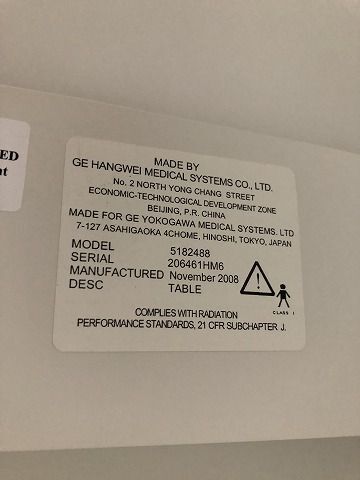 ED
nt
MADE BY
GE HANGWEI MEDICAL SYSTEMS CO., LTD.
No. 2 NORTH YONG CHANG STREET
ECONOMIC-TECHNOLOGICAL DEVELOPMENT ZONE
BEIJING, P.R. CHINA
MADE FOR GE YOKOGAWA MEDICAL SYSTEMS. LTD
7-127 ASAHIGAOKA 4CHOME, HINOSHI, TOKYO, JAPAN
MODEL 5182488
SERIAL 206461HM6
MANUFACTURED November 2008
DESC TABLE
CLASS I
COMPLIES WITH RADIATION
PERFORMANCE STANDARDS, 21 CFR SUBCHAPTER J.